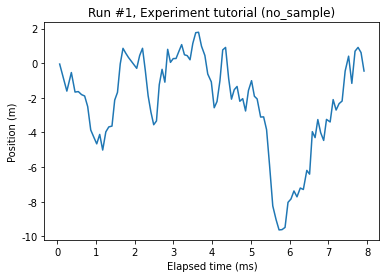 Run #1, Experiment tutorial (no_sample)
Position (m)
2
0
-2
-4
-6
-8
-10
0 1 2 3 4 5 6 7 8
Elapsed time (ms)